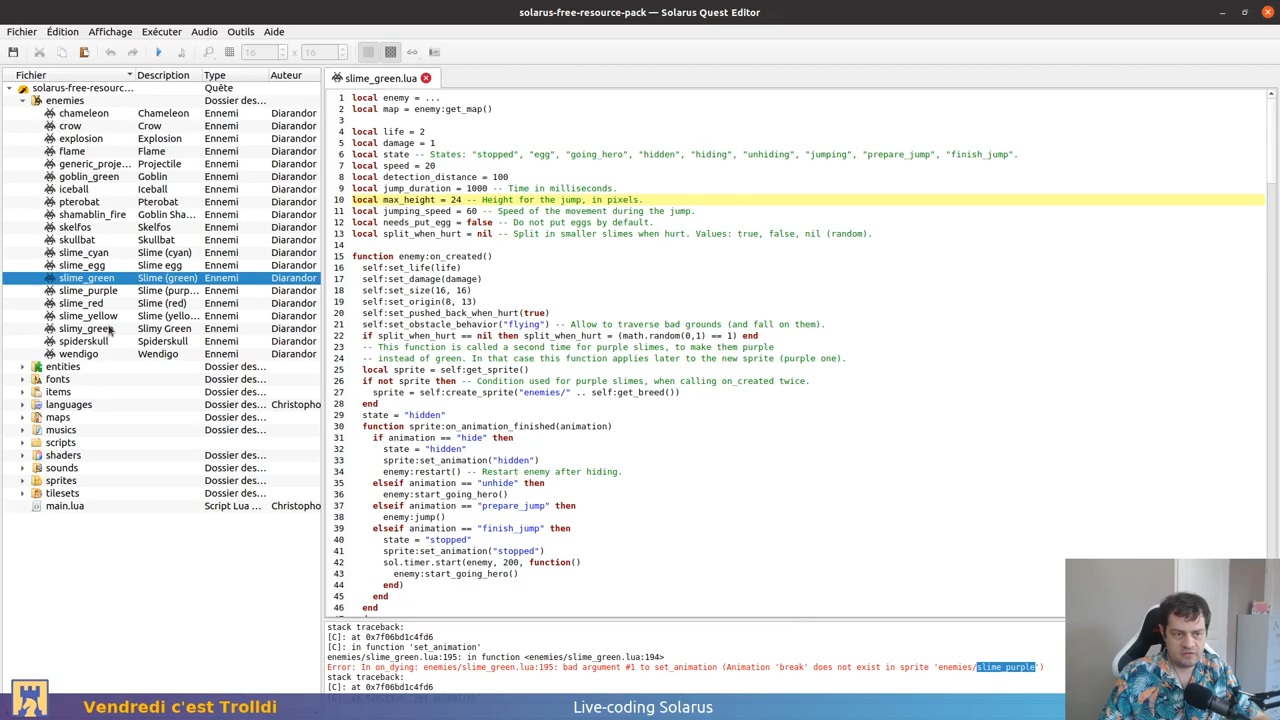 solarus-free-resource-pack — Solarus Quest Editor
Fichier Édition Affichage Exécuter Audio Outils Aide
16 x 16
Fichier Description Type Auteur
solarus-free-resourc... Quête
enemies Dossier des...
chameleon Chameleon Ennemi Diarandor
crow Crow Ennemi Diarandor
explosion Explosion Ennemi Diarandor
flame Flame Ennemi Diarandor
generic_proje... Projectile Ennemi Diarandor
goblin_green Goblin Ennemi Diarandor
iceball Iceball Ennemi Diarandor
pterobat Pterobat Ennemi Diarandor
shamablin_fire Goblin Sha... Ennemi Diarandor
skelfos Skelfos Ennemi Diarandor
skullbat Skullbat Ennemi Diarandor
slime_cyan Slime (cyan) Ennemi Diarandor
slime_egg Slime egg Ennemi Diarandor
slime_green Slime (green) Ennemi Diarandor
slime_purple Slime (purp... Ennemi Diarandor
slime_red Slime (red) Ennemi Diarandor
slime_yellow Slime (yello... Ennemi Diarandor
slimy_green Slimy Green Ennemi Diarandor
spiderskull Spiderskull Ennemi Diarandor
wendigo Wendigo Ennemi Diarandor
entities Dossier des...
fonts Dossier des...
items Dossier des...
languages Dossier des... Christopho
maps Dossier des...
musics Dossier des...
scripts
shaders Dossier des...
sounds Dossier des...
sprites Dossier des...
tilesets Dossier des...
main.lua Script Lua ... Christopho
slime_green.lua
1 local enemy = ...
2 local map = enemy:get_map()
3
4 local life = 2
5 local damage = 1
6 local state -- States: "stopped", "egg", "going_hero", "hidden", "hiding", "unhiding", "jumping", "prepare_jump", "finish_jump".
7 local speed = 20
8 local detection_distance = 100
9 local jump_duration = 1000 -- Time in milliseconds.
10 local max_height = 24 -- Height for the jump, in pixels.
11 local jumping_speed = 60 -- Speed of the movement during the jump.
12 local needs_put_egg = false -- Do not put eggs by default.
13 local split_when_hurt = nil -- Split in smaller slimes when hurt. Values: true, false, nil (random).
14
15 function enemy:on_created()
16 self:set_life(life)
17 self:set_damage(damage)
18 self:set_size(16, 16)
19 self:set_origin(8, 13)
20 self:set_pushed_back_when_hurt(true)
21 self:set_obstacle_behavior("flying") -- Allow to traverse bad grounds (and fall on them).
22 if split_when_hurt == nil then split_when_hurt = (math.random(0,1) == 1) end
23 -- This function is called a second time for purple slimes, to make them purple
24 -- instead of green. In that case this function applies later to the new sprite (purple one).
25 local sprite = self:get_sprite()
26 if not sprite then -- Condition used for purple slimes, when calling on_created twice.
27 sprite = self:create_sprite("enemies/" .. self:get_breed())
28 end
29 state = "hidden"
30 function sprite:on_animation_finished(animation)
31 if animation == "hide" then
32 state = "hidden"
33 sprite:set_animation("hidden")
34 enemy:restart() -- Restart enemy after hiding.
35 elseif animation == "unhide" then
36 enemy:start_going_hero()
37 elseif animation == "prepare_jump" then
38 enemy:jump()
39 elseif animation == "finish_jump" then
40 state = "stopped"
41 sprite:set_animation("stopped")
42 sol.timer.start(enemy, 200, function()
43 enemy:start_going_hero()
44 end)
45 end
46 end
stack traceback:
[C]: at 0x7f06bd1c4fd6
[C]: in function 'set_animation'
enemies/slime_green.lua:195: in function <enemies/slime_green.lua:194>
Error: In on_dying: enemies/slime_green.lua:195: bad argument #1 to set_animation (Animation 'break' does not exist in sprite 'enemies/slime_purple')
stack traceback:
[C]: at 0x7f06bd1c4fd6
Vendredi c'est Trolldi
Live-coding Solarus